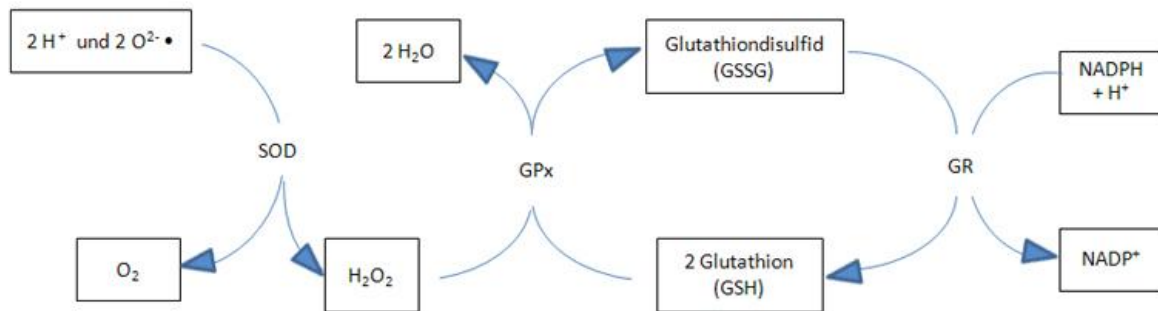 2 H⁺ und 2 O²⁻ •
2 H₂O
Glutathiondisulfid
(GSSG)
NADPH
+ H⁺
SOD
GPx
GR
O₂
H₂O₂
2 Glutathion
(GSH)
NADP⁺